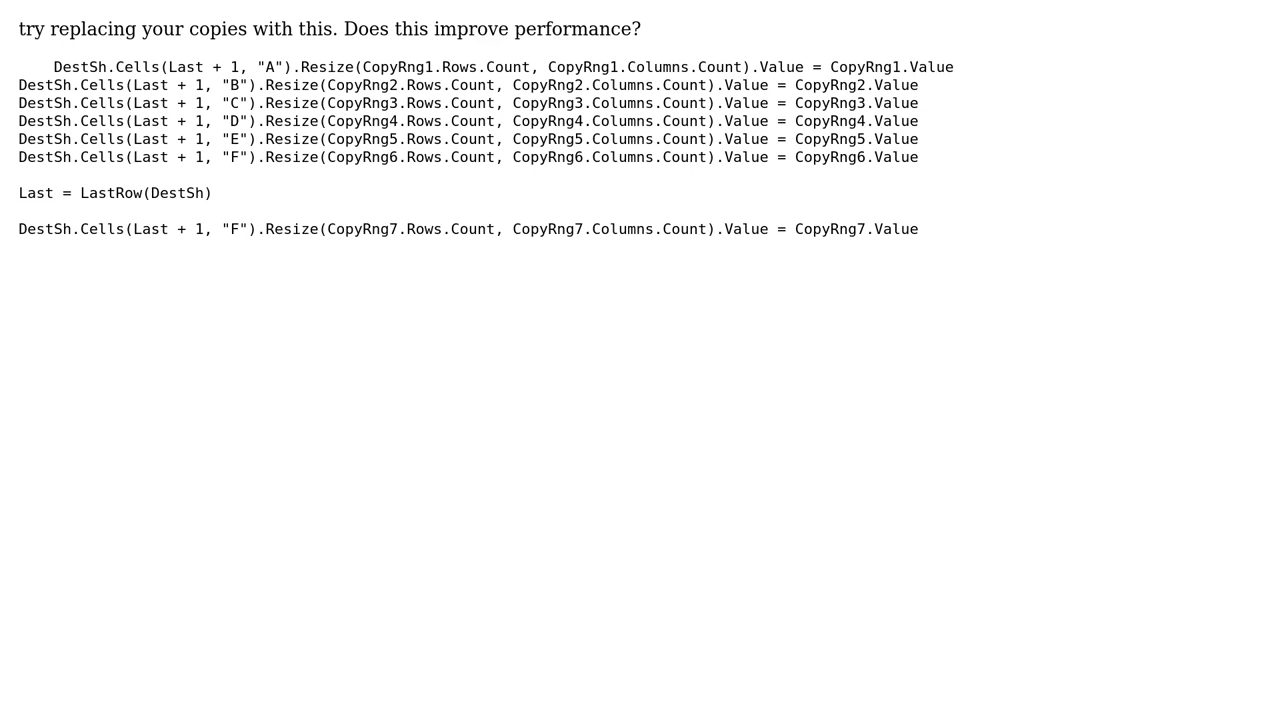 try replacing your copies with this. Does this improve performance?
DestSh.Cells(Last + 1, "A").Resize(CopyRng1.Rows.Count, CopyRng1.Columns.Count).Value = CopyRng1.Value
DestSh.Cells(Last + 1, "B").Resize(CopyRng2.Rows.Count, CopyRng2.Columns.Count).Value = CopyRng2.Value
DestSh.Cells(Last + 1, "C").Resize(CopyRng3.Rows.Count, CopyRng3.Columns.Count).Value = CopyRng3.Value
DestSh.Cells(Last + 1, "D").Resize(CopyRng4.Rows.Count, CopyRng4.Columns.Count).Value = CopyRng4.Value
DestSh.Cells(Last + 1, "E").Resize(CopyRng5.Rows.Count, CopyRng5.Columns.Count).Value = CopyRng5.Value
DestSh.Cells(Last + 1, "F").Resize(CopyRng6.Rows.Count, CopyRng6.Columns.Count).Value = CopyRng6.Value
Last = LastRow(DestSh)
DestSh.Cells(Last + 1, "F").Resize(CopyRng7.Rows.Count, CopyRng7.Columns.Count).Value = CopyRng7.Value